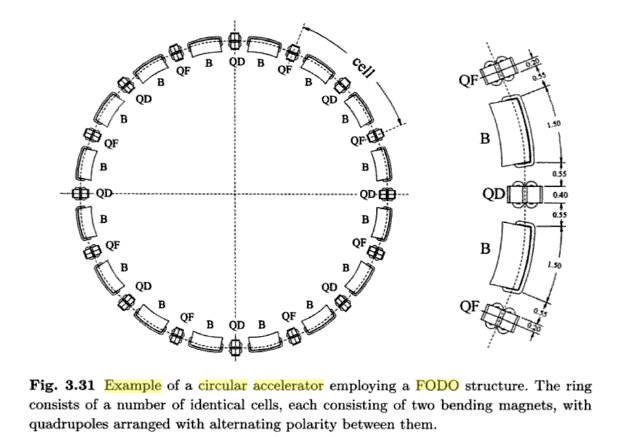 cell
QF B QD B QF
B B
QD QD
B B
QF QF
B B
QD QD
B B
QF QF
B B
QD QD
B B
QF B QD B QF
QF
0.20
0.55
B
1.50
0.55
QD
0.40
0.55
B
1.50
QF
0.55
0.20
Fig. 3.31 Example of a circular accelerator employing a FODO structure. The ring
consists of a number of identical cells, each consisting of two bending magnets, with
quadrupoles arranged with alternating polarity between them.